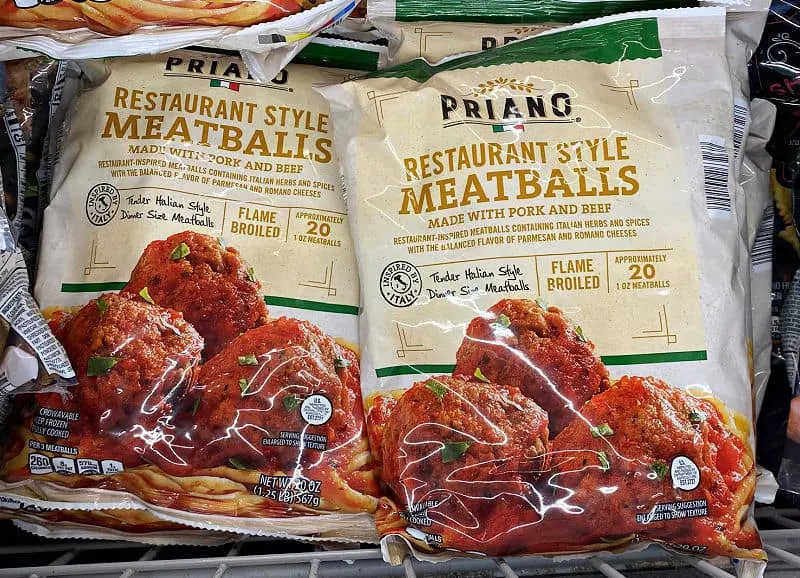 PRIANO
RESTAURANT STYLE
MEATBALLS
MADE WITH PORK AND BEEF
RESTAURANT-INSPIRED MEATBALLS CONTAINING ITALIAN HERBS AND SPICES
WITH THE BALANCED FLAVOR OF PARMESAN AND ROMANO CHEESES
INSPIRED BY ITALY
Tender Italian Style
Dinner Size Meatballs
FLAME
BROILED
APPROXIMATELY
20
1 OZ MEATBALLS
KEEP FROZEN
FULLY COOKED
PER 3 MEATBALLS
260
SERVING SUGGESTION
ENLARGED TO SHOW TEXTURE
NET WT 20 OZ
(1.25 LB) 567g
PRIANO
RESTAURANT STYLE
MEATBALLS
MADE WITH PORK AND BEEF
RESTAURANT-INSPIRED MEATBALLS CONTAINING ITALIAN HERBS AND SPICES
WITH THE BALANCED FLAVOR OF PARMESAN AND ROMANO CHEESES
INSPIRED BY ITALY
Tender Italian Style
Dinner Size Meatballs
FLAME
BROILED
APPROXIMATELY
20
1 OZ MEATBALLS
SERVING SUGGESTION
ENLARGED TO SHOW TEXTURE
20 OZ